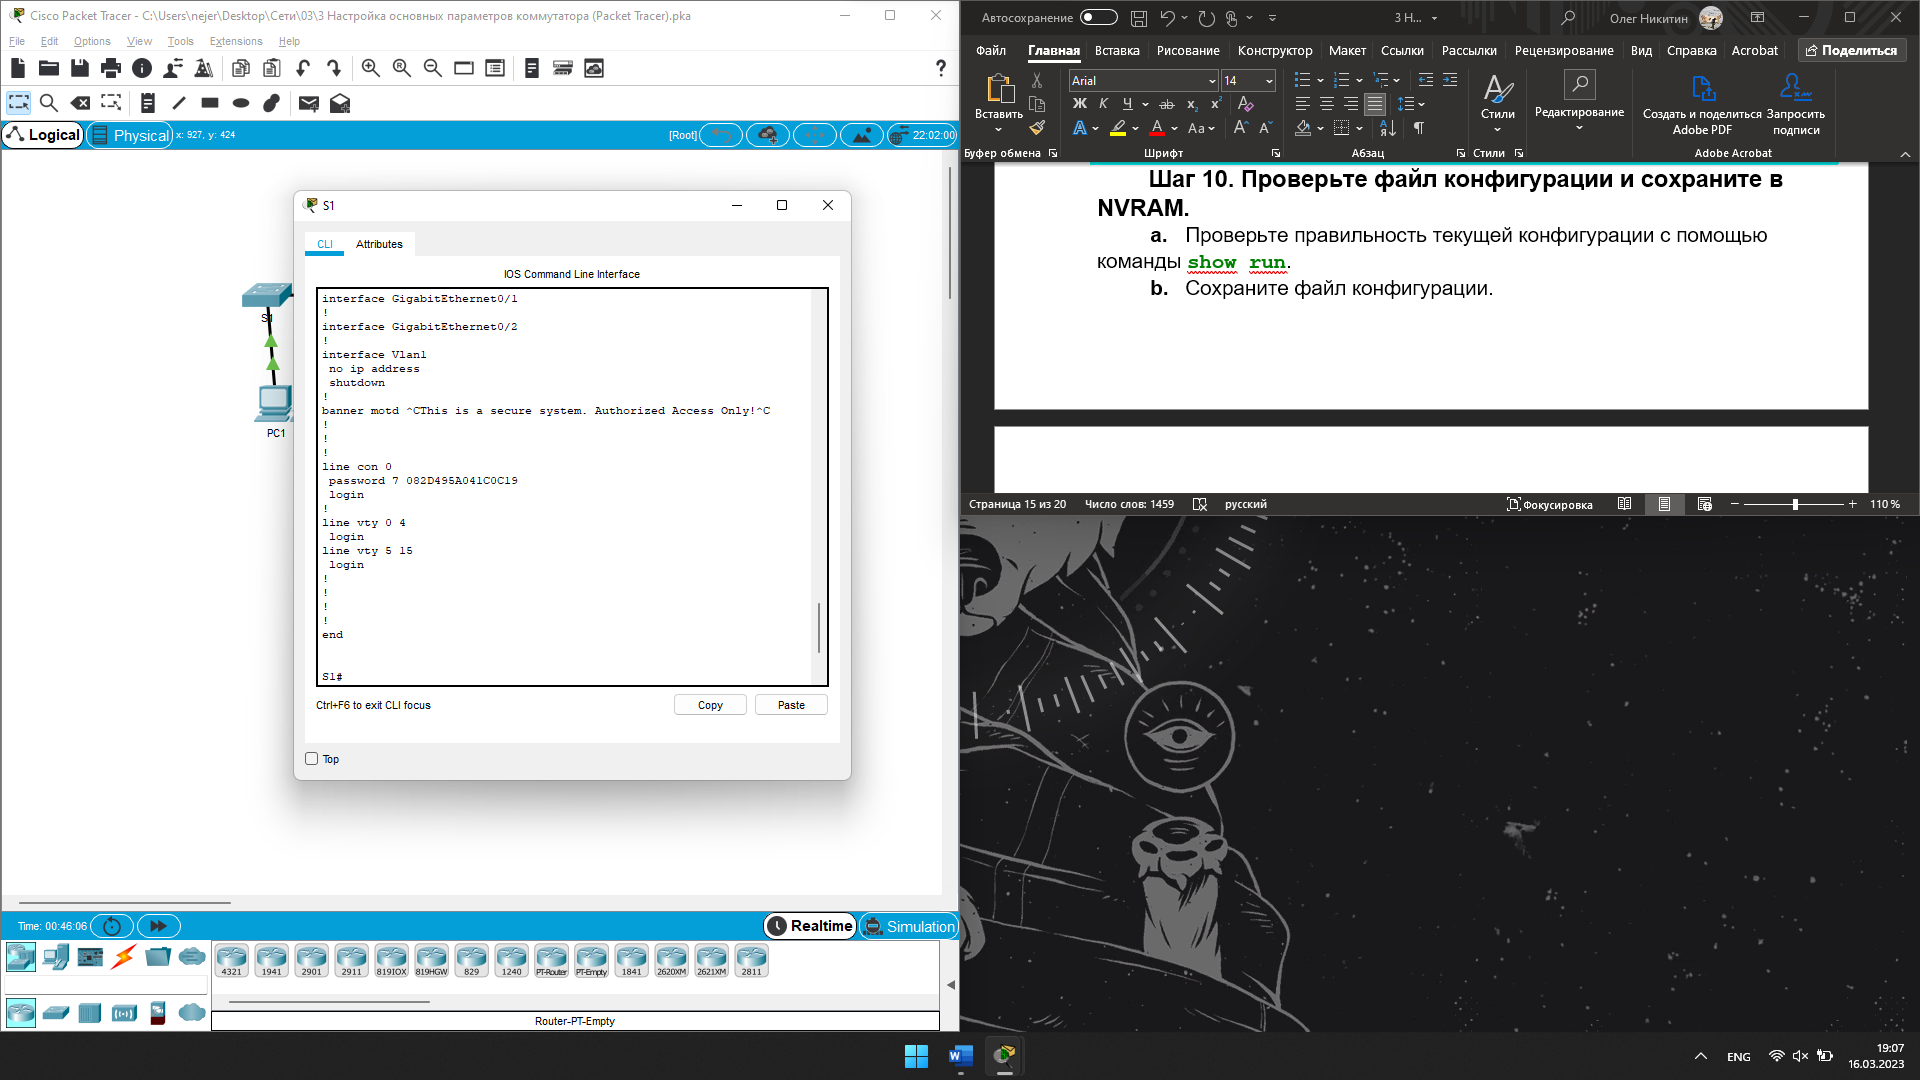 Cisco Packet Tracer - C:\Users\nejer\Desktop\Сети\03\3 Настройка основных параметров коммутатора (Packet Tracer).pka
File Edit Options View Tools Extensions Help
?
Logical Physical x: 927, y: 424 [Root] 22:02:00
S1
PC1
S1
CLI Attributes
IOS Command Line Interface
interface GigabitEthernet0/1
!
interface GigabitEthernet0/2
!
interface Vlan1
no ip address
shutdown
!
banner motd ^CThis is a secure system. Authorized Access Only!^C
!
!
!
line con 0
password 7 082D495A041C0C19
login
!
line vty 0 4
login
line vty 5 15
login
!
!
!
!
end
S1#
Ctrl+F6 to exit CLI focus
Copy Paste
Top
Time: 00:46:06
Realtime Simulation
4321 1941 2901 2911 819IOX 819HGW 829 1240 PT-Router PT-Empty 1841 2620XM 2621XM 2811
Router-PT-Empty
Автосохранение 3 Н... Олег Никитин
Файл Главная Вставка Рисование Конструктор Макет Ссылки Рассылки Рецензирование Вид Справка Acrobat Поделиться
Вставить
Arial 14
Ж К Ч ab x₂ x²
A A Aa A A
Стили
Редактирование
Создать и поделиться Adobe PDF
Запросить подписи
Буфер обмена Шрифт Абзац Стили Adobe Acrobat
Шаг 10. Проверьте файл конфигурации и сохраните в
NVRAM.
a. Проверьте правильность текущей конфигурации с помощью
команды show run.
b. Сохраните файл конфигурации.
Страница 15 из 20 Число слов: 1459 русский Фокусировка 110 %
ENG 19:07
16.03.2023